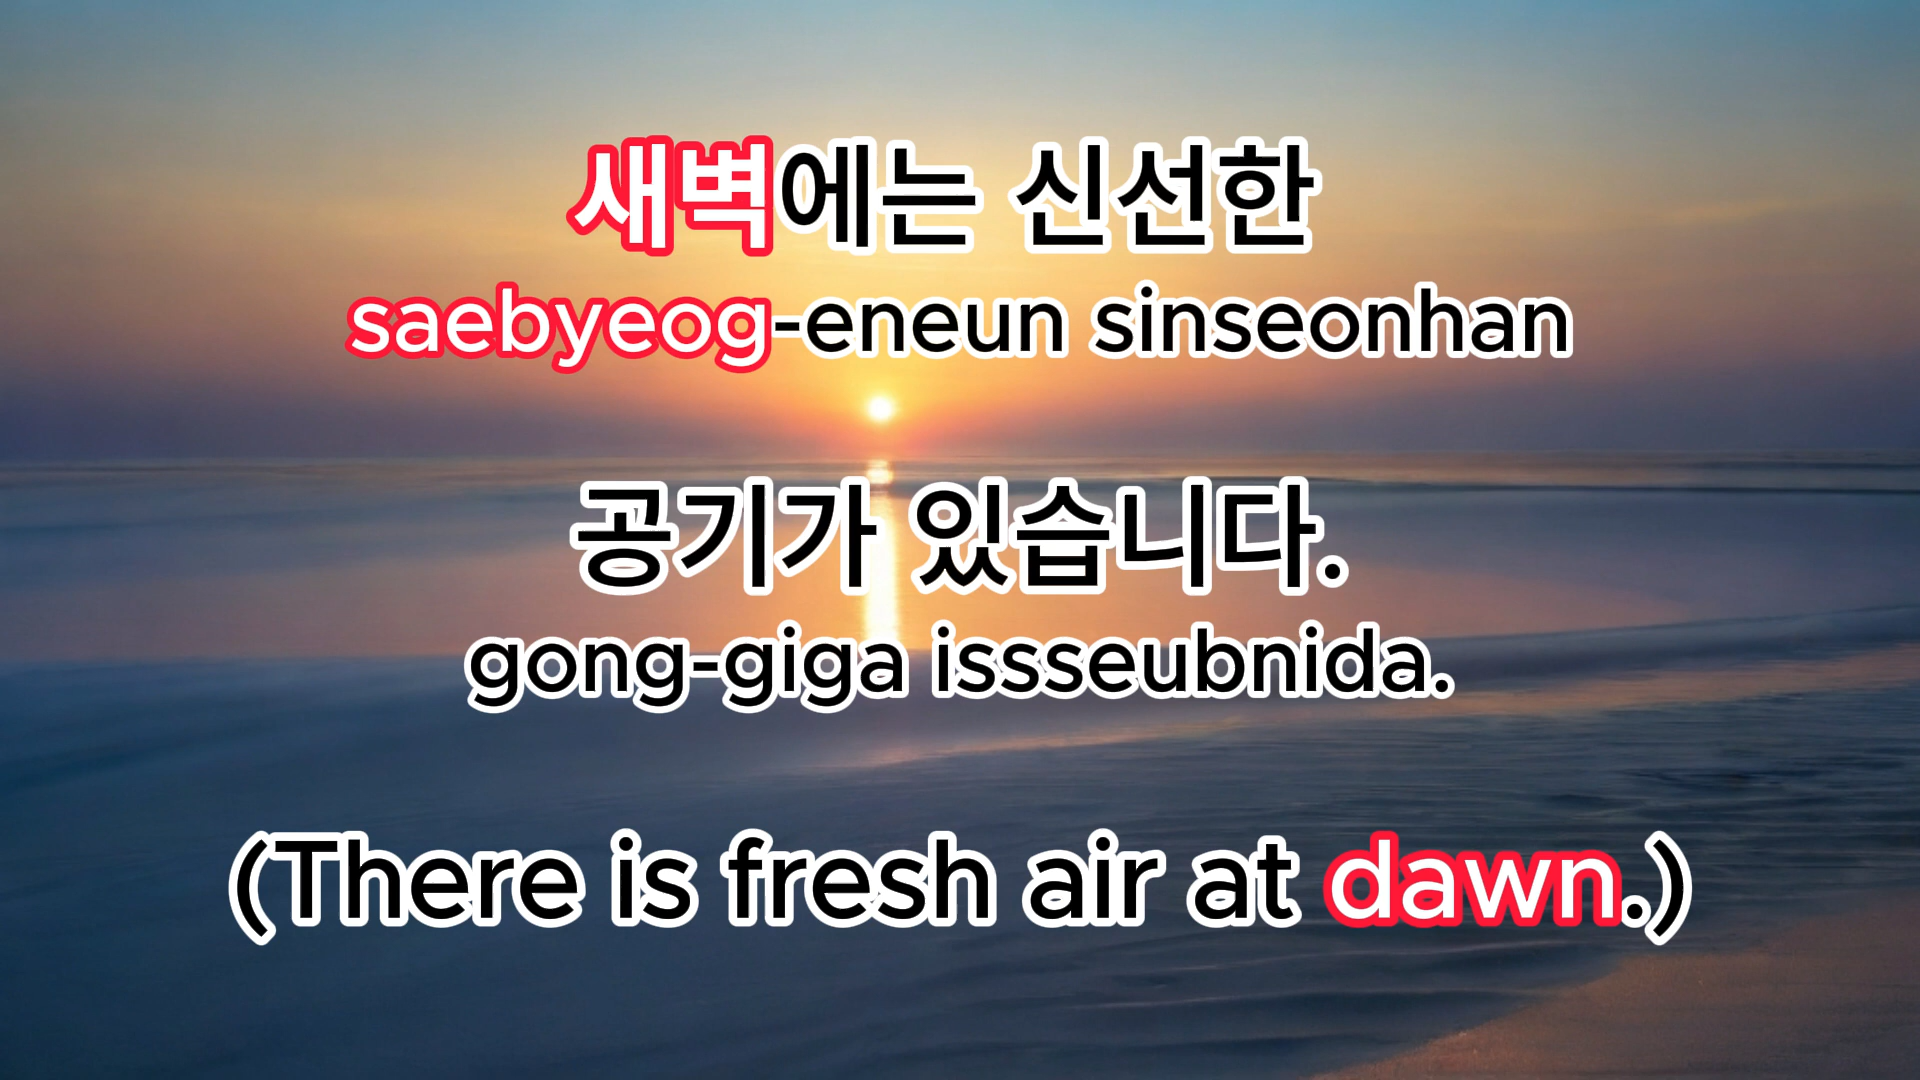 새벽에는 신선한
saebyeog-eneun sinseonhan
공기가 있습니다.
gong-giga issseubnida.
(There is fresh air at dawn.)